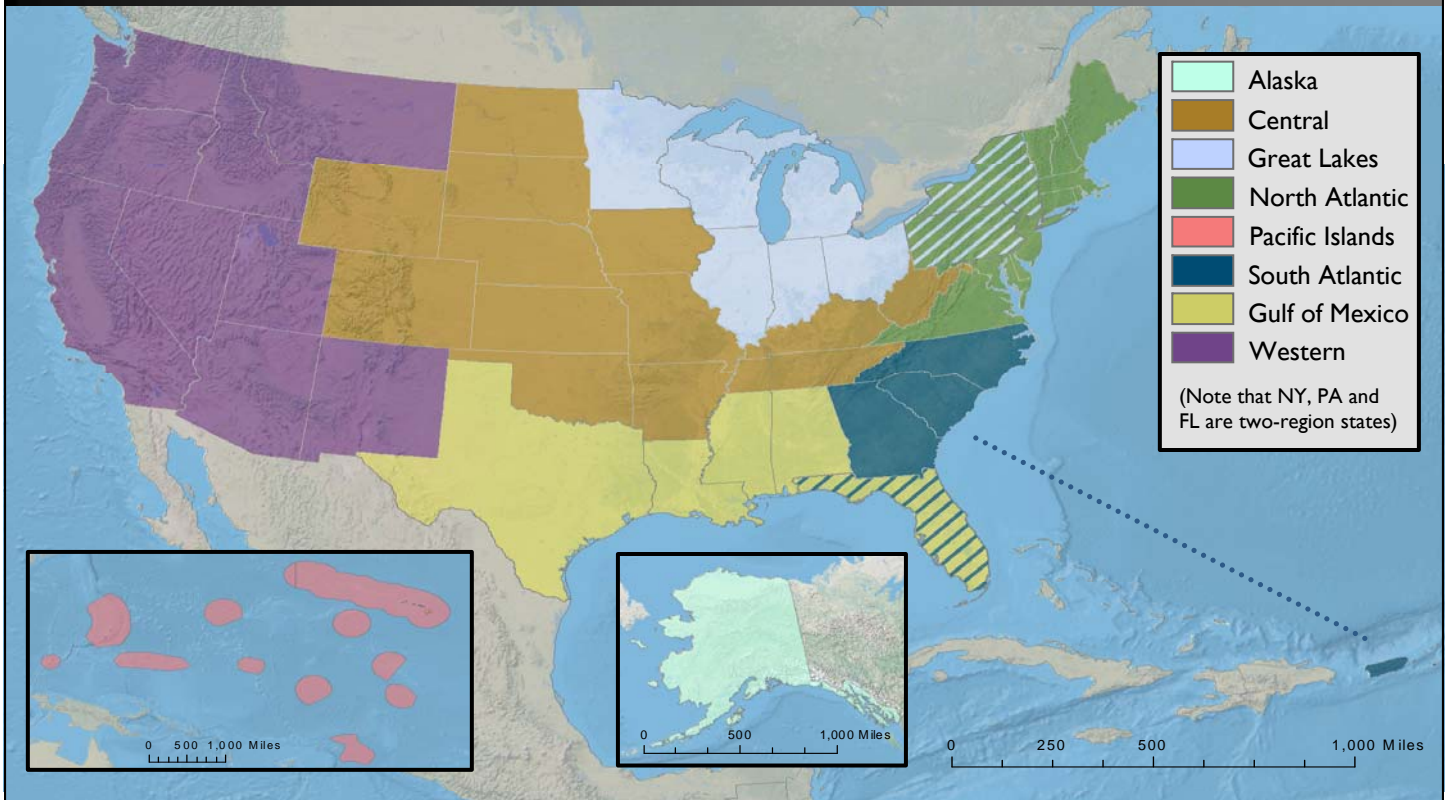 Alaska
Central
Great Lakes
North Atlantic
Pacific Islands
South Atlantic
Gulf of Mexico
Western
(Note that NY, PA and
FL are two-region states)
0 500 1,000 Miles
0 500 1,000 Miles
0 250 500 1,000 Miles